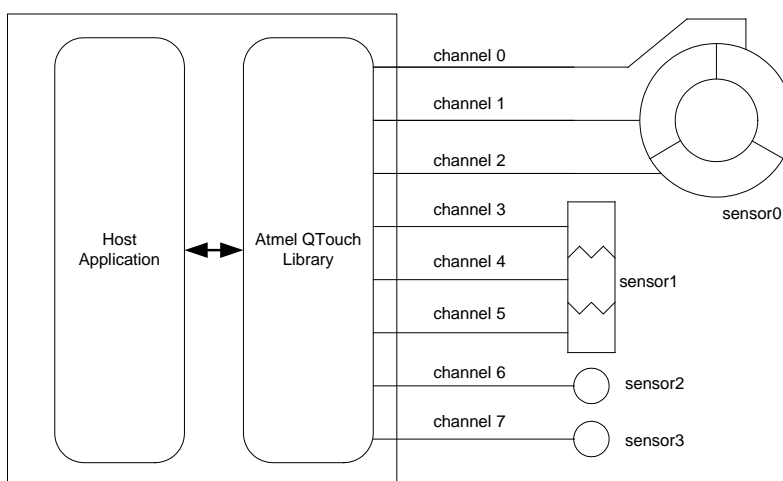 channel 0
channel 1
channel 2
sensor0
channel 3
Host
Application
Atmel QTouch
Library
channel 4
sensor1
channel 5
channel 6
sensor2
channel 7
sensor3